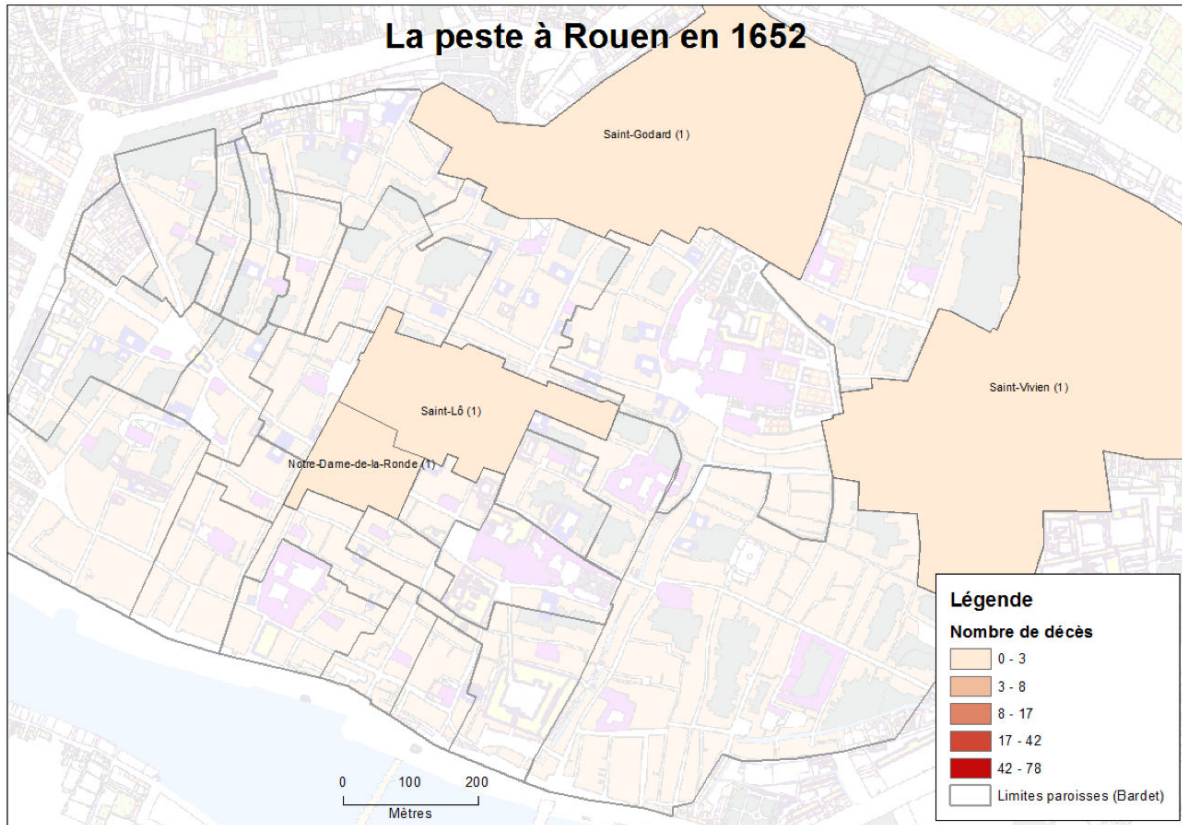 La peste à Rouen en 1652
Saint-Godard (1)
Saint-Vivien (1)
Saint-Lô (1)
Notre-Dame-de-la-Ronde (1)
Légende
Nombre de décès
0 - 3
3 - 8
8 - 17
17 - 42
42 - 78
Limites paroisses (Bardet)
0 100 200
Mètres